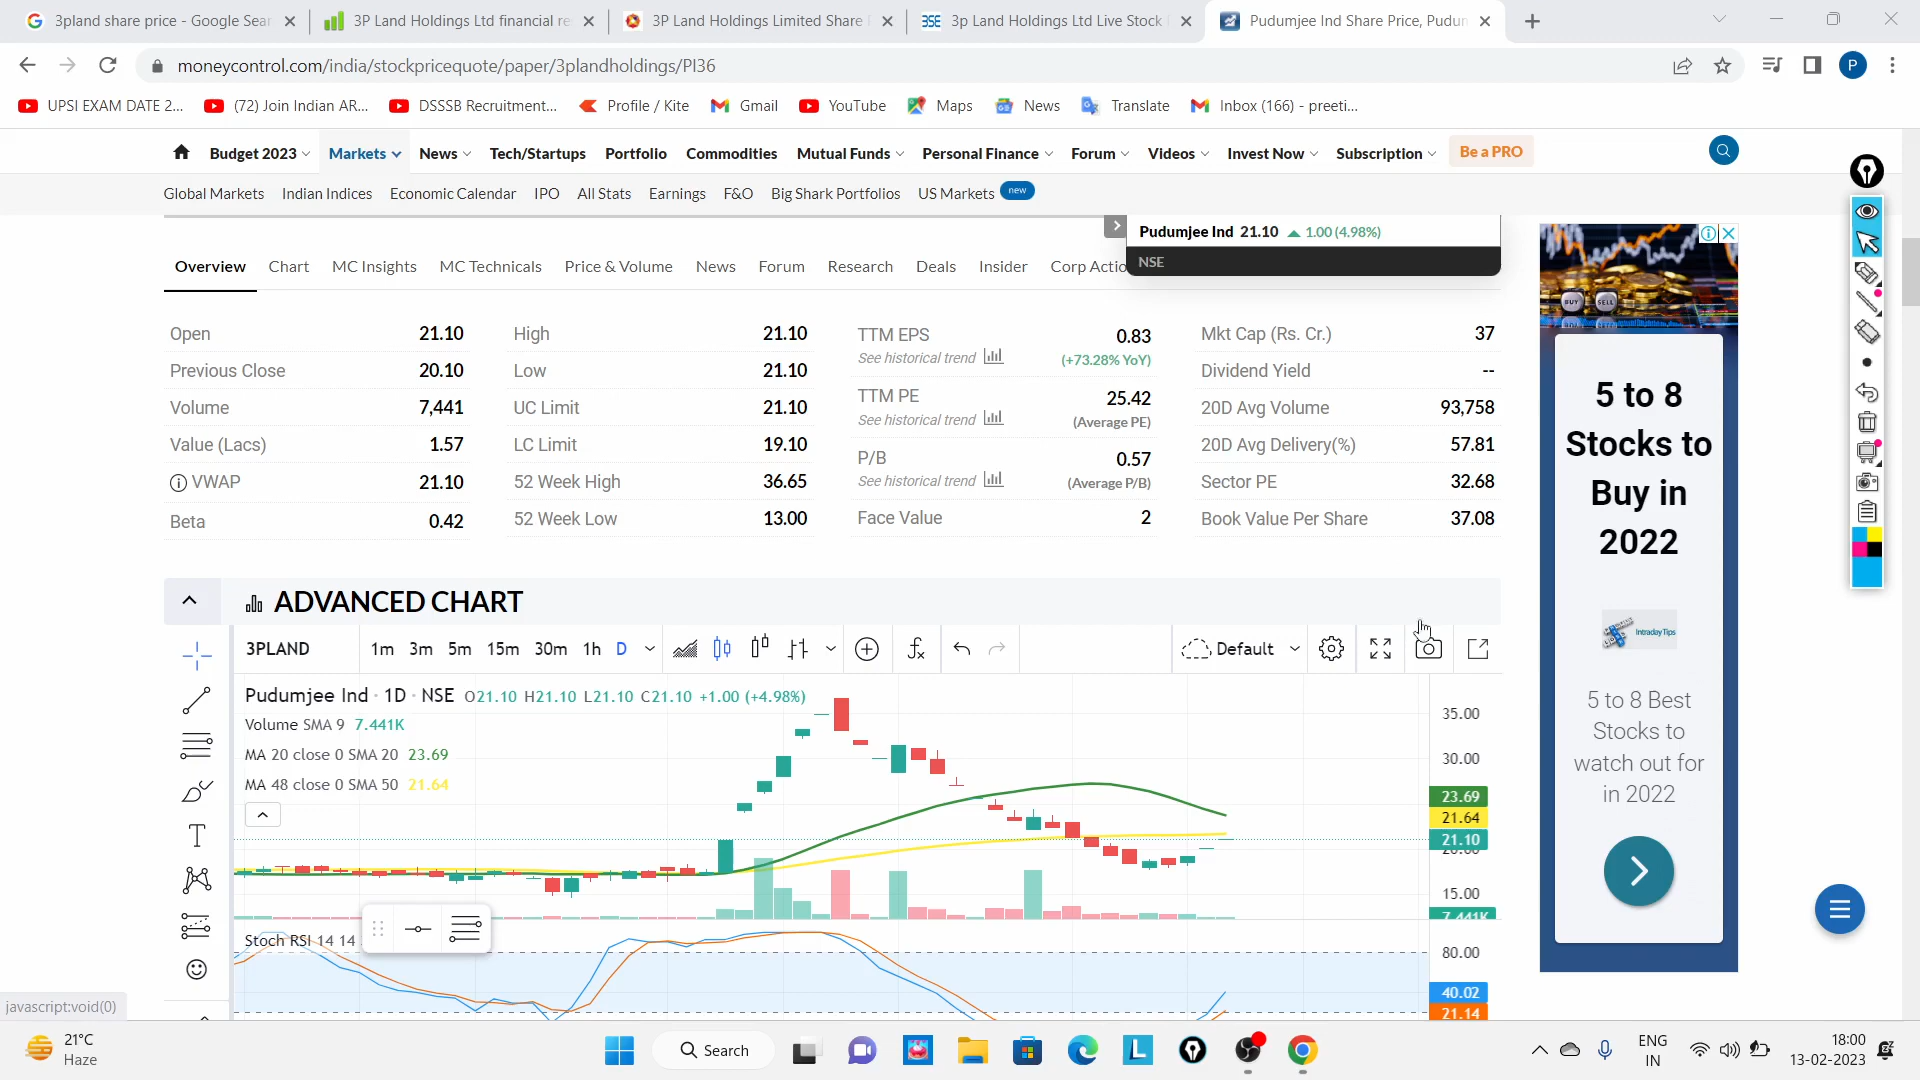 3pland share price - Google Sear
3P Land Holdings Ltd financial re
3P Land Holdings Limited Share P
BSE 3p Land Holdings Ltd Live Stock
Pudumjee Ind Share Price, Pudun
moneycontrol.com/india/stockpricequote/paper/3plandholdings/PI36
P
UPSI EXAM DATE 2... (72) Join Indian AR... DSSSB Recruitment... Profile / Kite Gmail YouTube Maps News Translate Inbox (166) - preeti...
Budget 2023 Markets News Tech/Startups Portfolio Commodities Mutual Funds Personal Finance Forum Videos Invest Now Subscription Be a PRO
Global Markets Indian Indices Economic Calendar IPO All Stats Earnings F&O Big Shark Portfolios US Markets new
Pudumjee Ind 21.10 1.00 (4.98%)
NSE
Overview Chart MC Insights MC Technicals Price & Volume News Forum Research Deals Insider Corp Actio
Open 21.10
Previous Close 20.10
Volume 7,441
Value (Lacs) 1.57
VWAP 21.10
Beta 0.42
High 21.10
Low 21.10
UC Limit 21.10
LC Limit 19.10
52 Week High 36.65
52 Week Low 13.00
TTM EPS 0.83
See historical trend (+73.28% YoY)
TTM PE 25.42
See historical trend (Average PE)
P/B 0.57
See historical trend (Average P/B)
Face Value 2
Mkt Cap (Rs. Cr.) 37
Dividend Yield --
20D Avg Volume 93,758
20D Avg Delivery(%) 57.81
Sector PE 32.68
Book Value Per Share 37.08
BUY SELL
5 to 8
Stocks to
Buy in
2022
Intraday Tips
5 to 8 Best
Stocks to
watch out for
in 2022
ADVANCED CHART
3PLAND 1m 3m 5m 15m 30m 1h D Default
Pudumjee Ind · 1D · NSE O21.10 H21.10 L21.10 C21.10 +1.00 (+4.98%)
Volume SMA 9 7.441K
MA 20 close 0 SMA 20 23.69
MA 48 close 0 SMA 50 21.64
35.00
30.00
23.69
21.64
21.10
20.00
15.00
7.441K
Stoch RSI 14 14
80.00
40.02
21.14
javascript:void(0)
21°C
Haze
Search
ENG
IN
18:00
13-02-2023